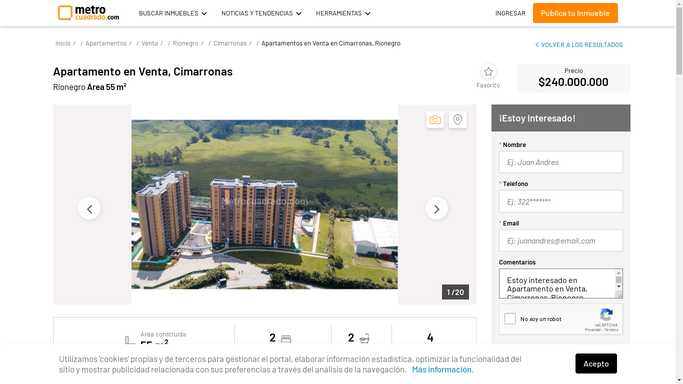 metro
cuadrado.com
BUSCAR INMUEBLES
NOTICIAS Y TENDENCIAS
HERRAMIENTAS
INGRESAR
Publica tu Inmueble
Inicio / / Apartamentos / / Venta / / Rionegro / / Cimarronas / / Apartamentos en Venta en Cimarronas, Rionegro
VOLVER A LOS RESULTADOS
Apartamento en Venta, Cimarronas
Rionegro Area 55 m²
Favorito
Precio
$240.000.000
metrocuadrado.com
1 / 20
¡Estoy Interesado!
* Nombre
Ej: Juan Andres
* Telefono
Ej: 322*******
* Email
Ej: juanandres@email.com
Comentarios
Estoy interesado en
Apartamento en Venta,
Cimarronas, Rionegro
No soy un robot
reCAPTCHA
Privacidad - Términos
Área construida
55 m²
2
2
4
Utilizamos 'cookies' propias y de terceros para gestionar el portal, elaborar información estadística, optimizar la funcionalidad del
sitio y mostrar publicidad relacionada con sus preferencias a través del análisis de la navegación. Más información.
Acepto